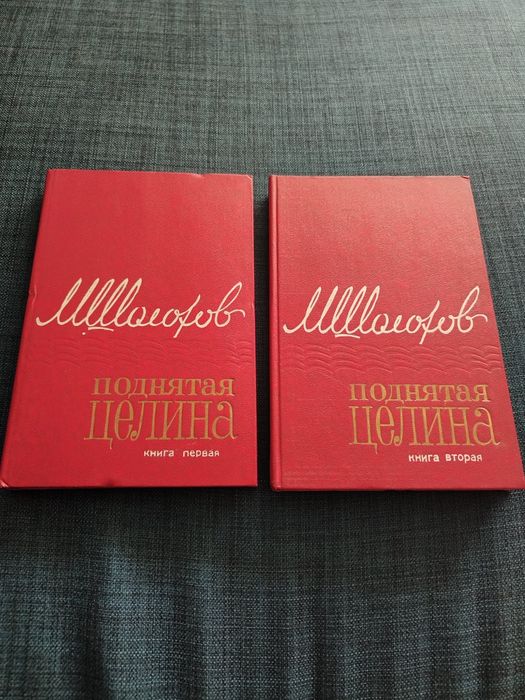 М.Шолохов
поднятая
целина
книга первая
М.Шолохов
поднятая
целина
книга вторая